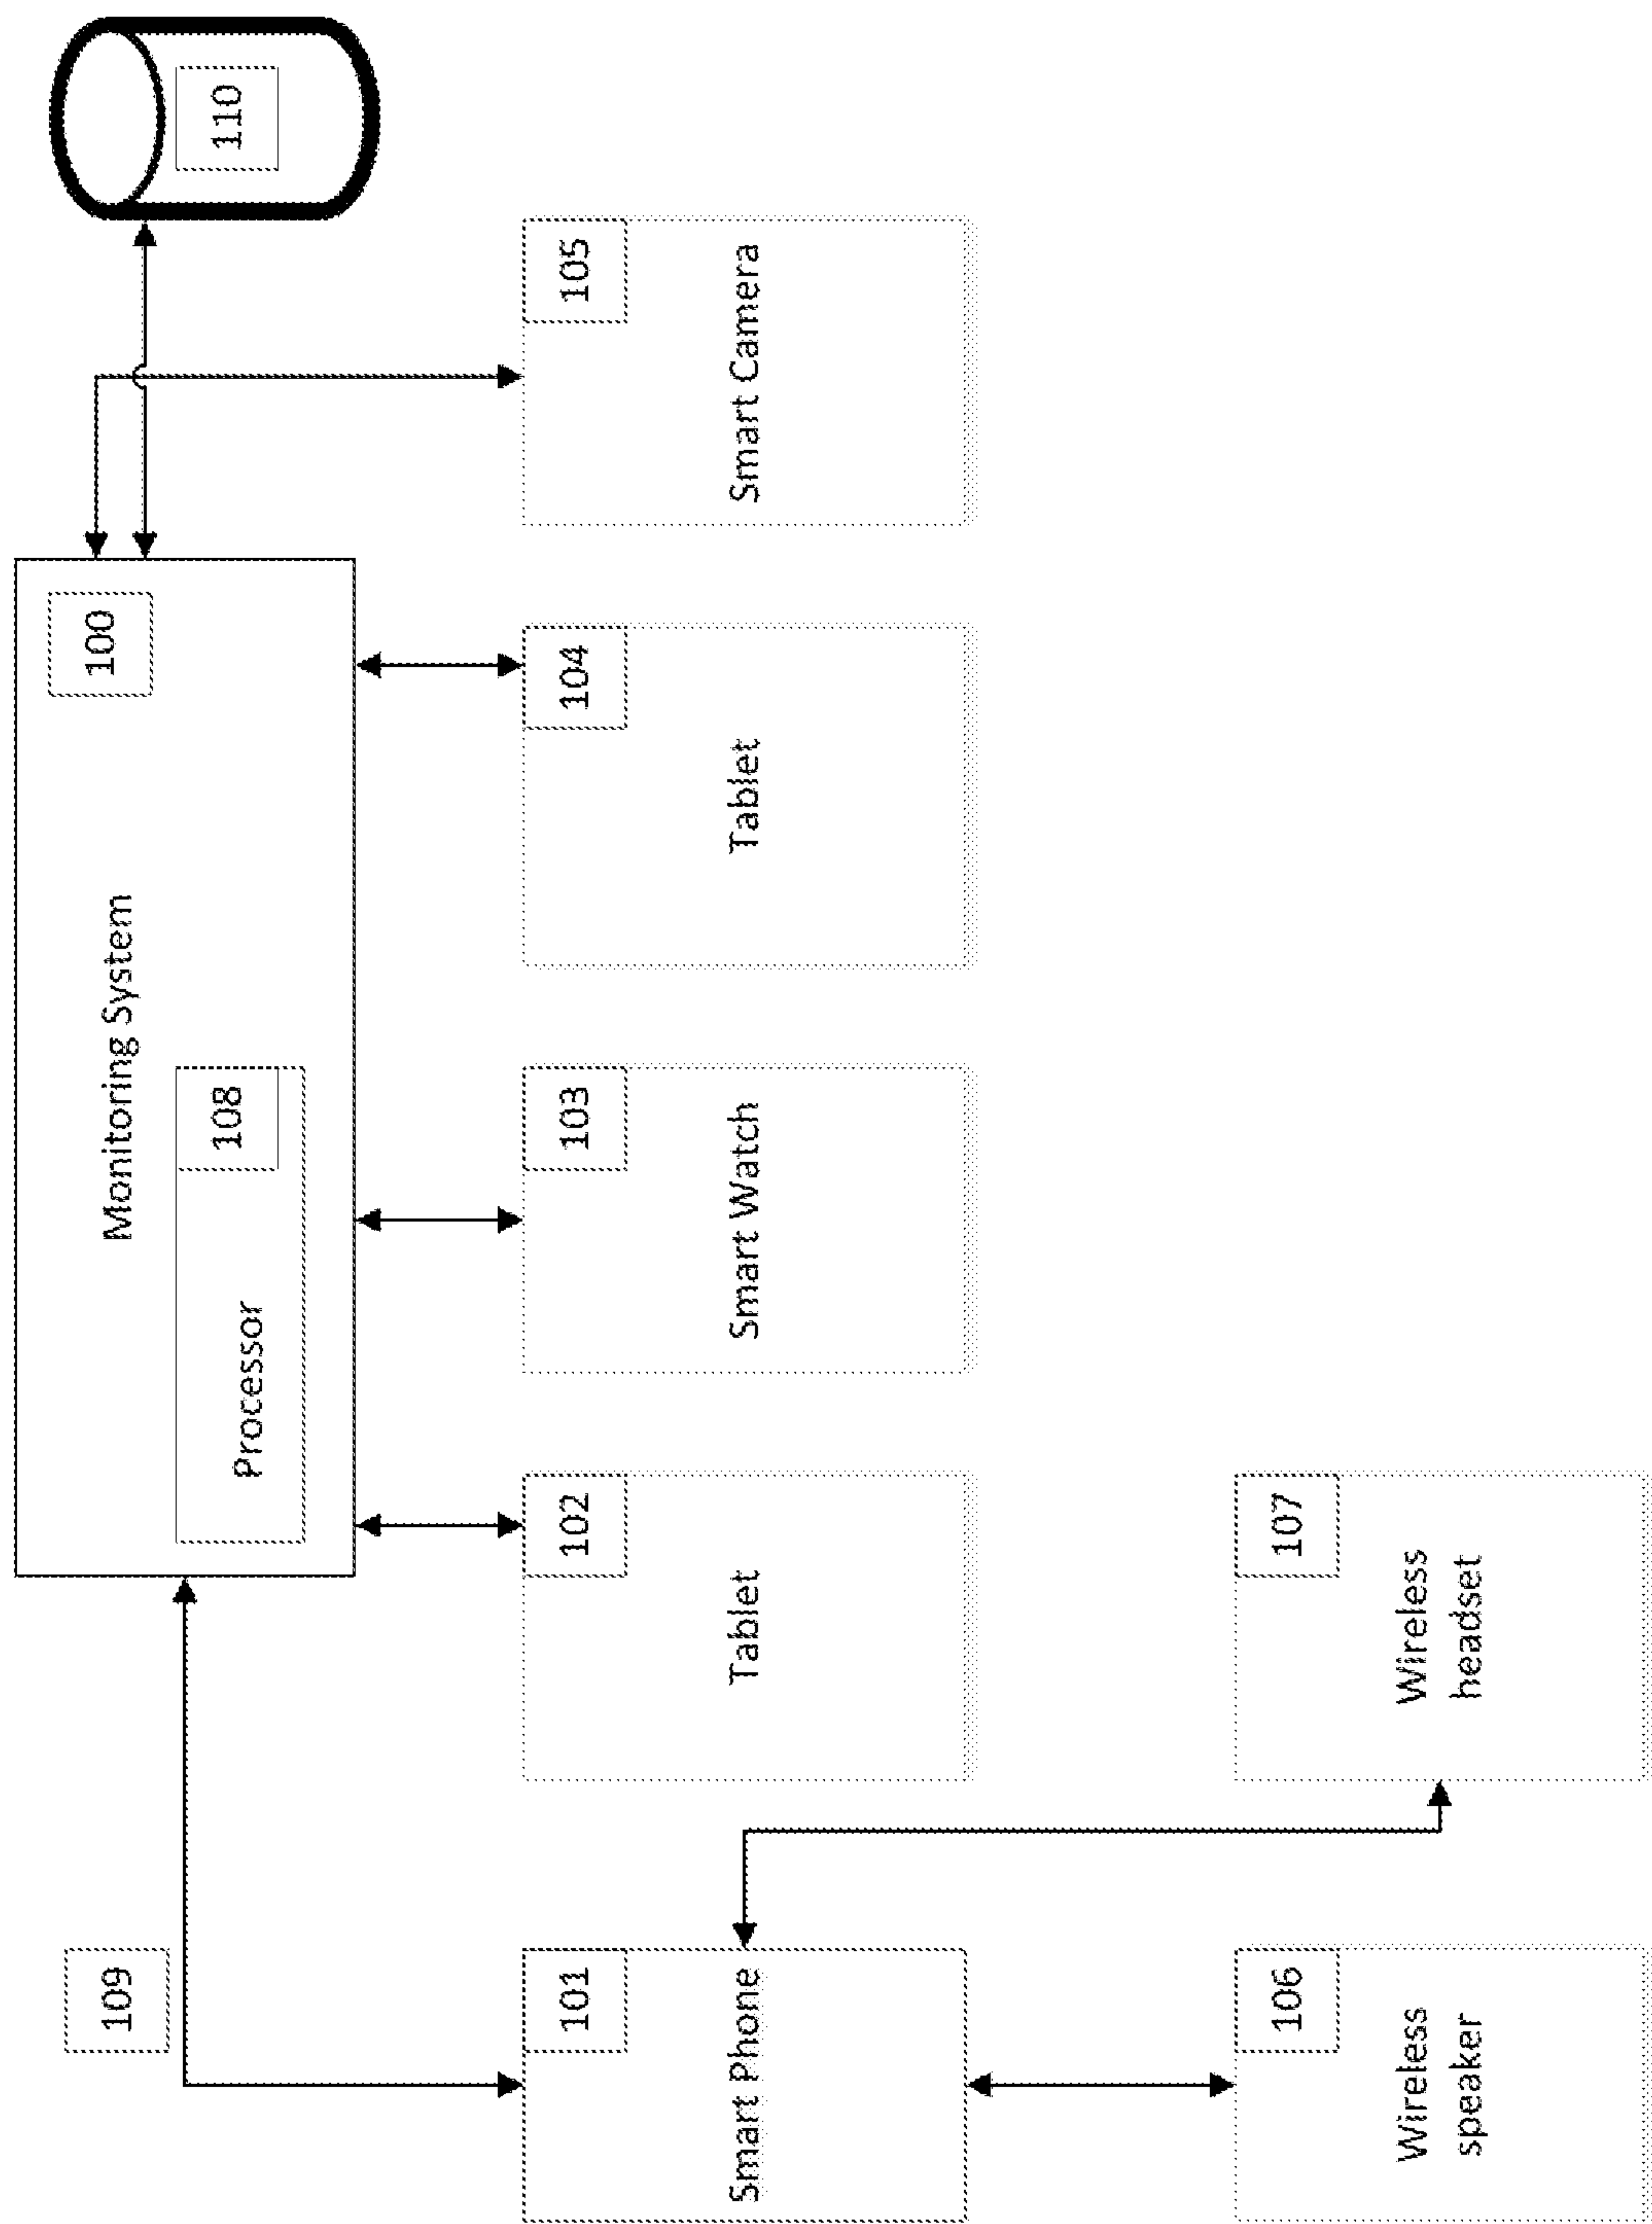 109
Monitoring System
100
Processor
108
110
101
Smart Phone
102
Tablet
103
Smart Watch
104
Tablet
105
Smart Camera
106
Wireless
speaker
107
Wireless
headset